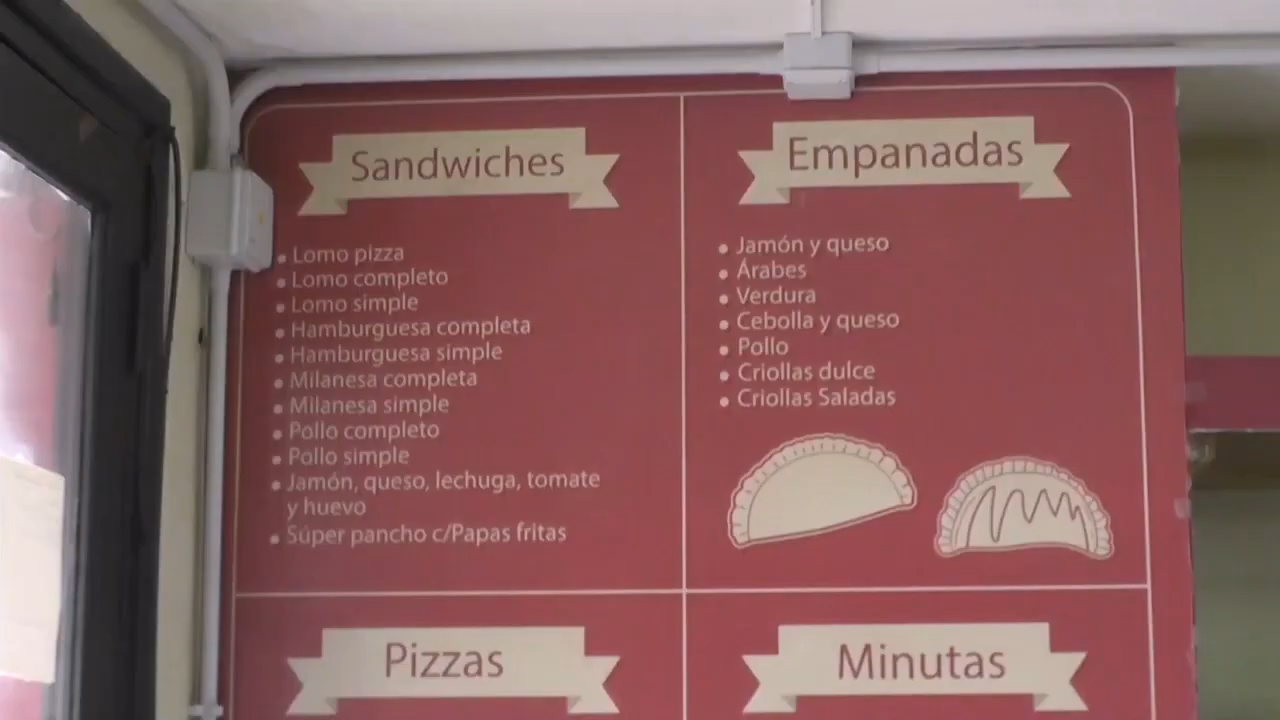 Sandwiches
• Lomo pizza
• Lomo completo
• Lomo simple
• Hamburguesa completa
• Hamburguesa simple
• Milanesa completa
• Milanesa simple
• Pollo completo
• Pollo simple
• Jamón, queso, lechuga, tomate
y huevo
• Súper pancho c/Papas fritas
Empanadas
• Jamón y queso
• Árabes
• Verdura
• Cebolla y queso
• Pollo
• Criollas dulce
• Criollas Saladas
Pizzas
Minutas